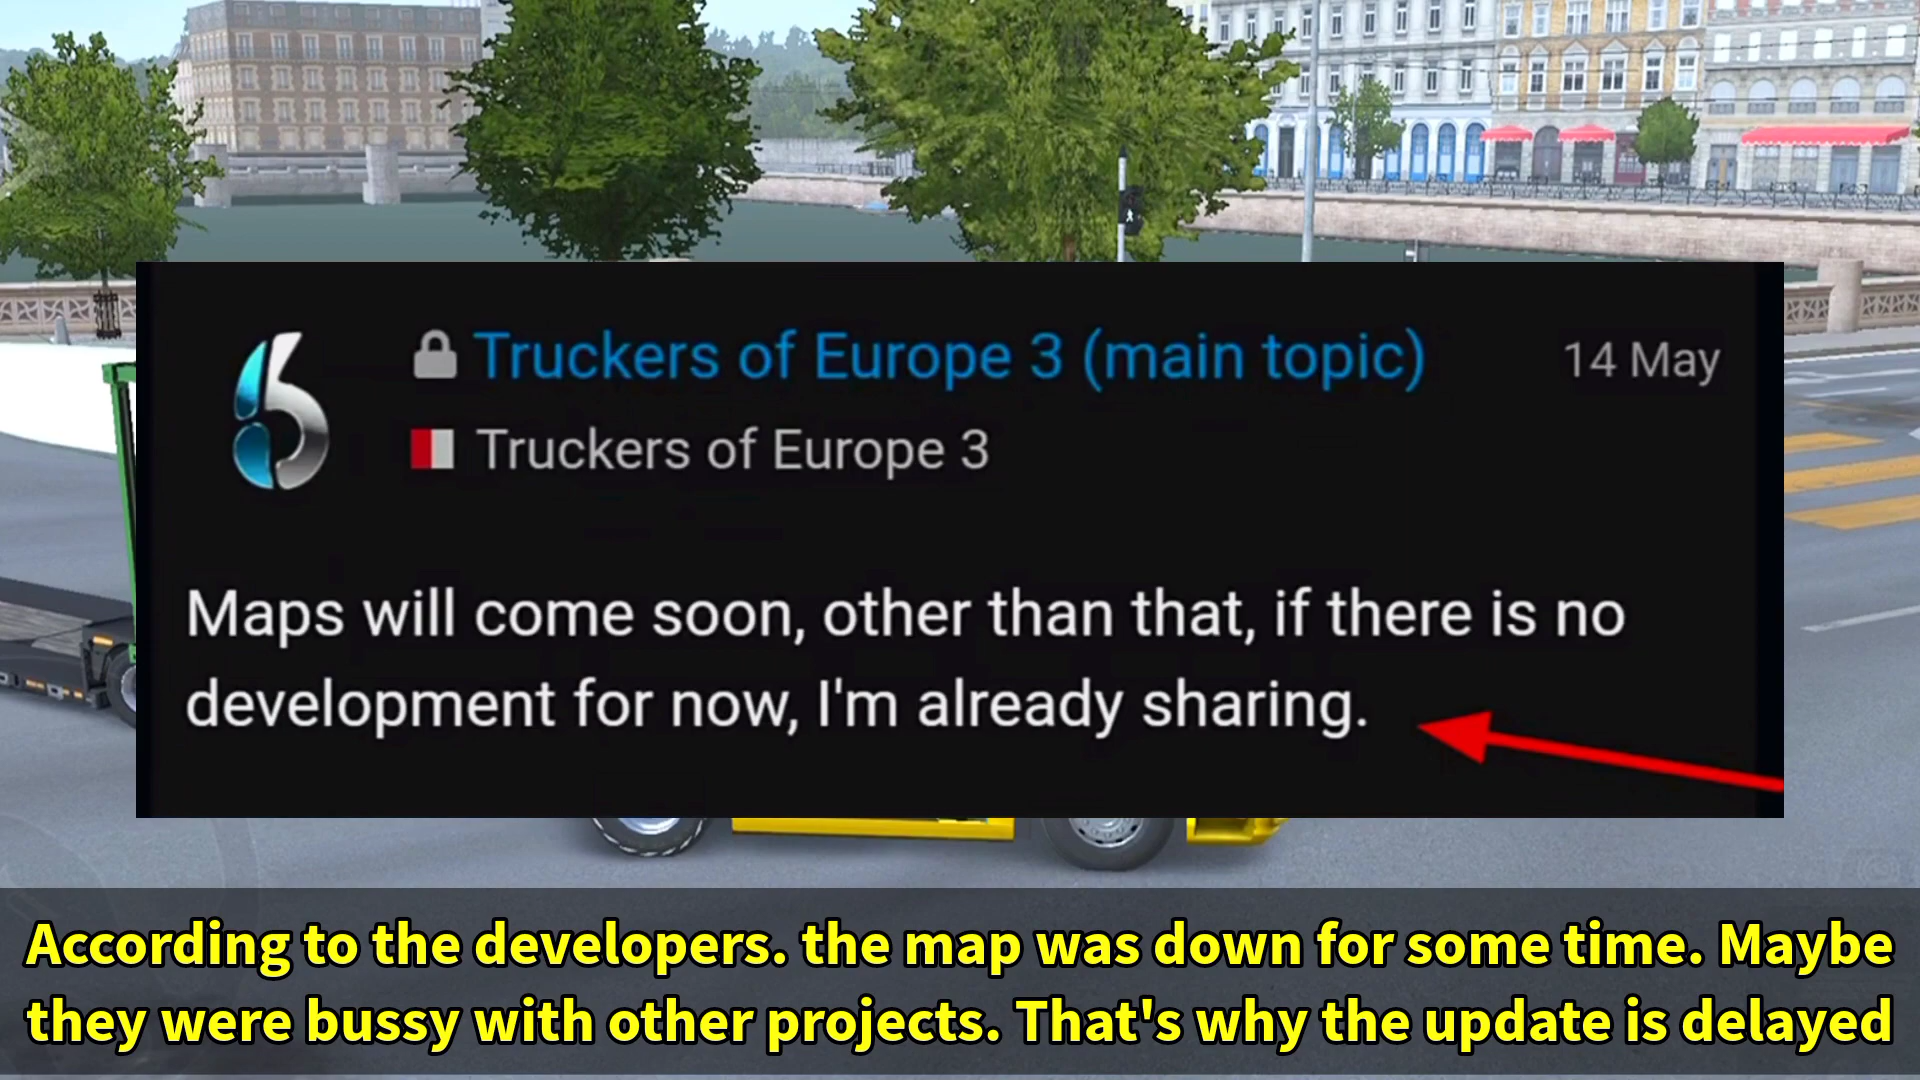 Truckers of Europe 3 (main topic)
14 May
Truckers of Europe 3
Maps will come soon, other than that, if there is no
development for now, I'm already sharing.
According to the developers. the map was down for some time. Maybe
they were bussy with other projects. That's why the update is delayed